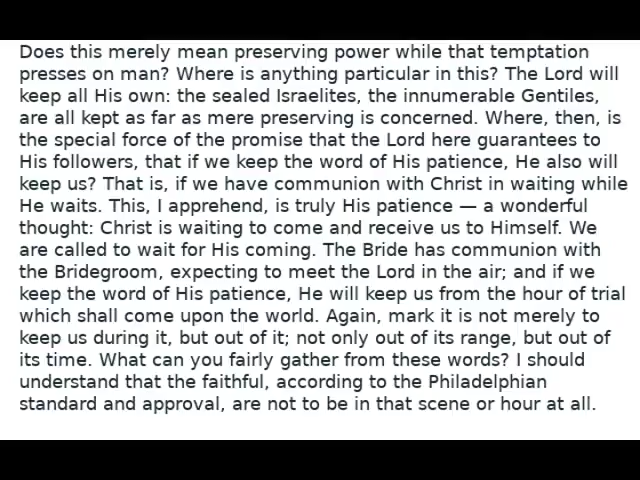 Does this merely mean preserving power while that temptation
presses on man? Where is anything particular in this? The Lord will
keep all His own: the sealed Israelites, the innumerable Gentiles,
are all kept as far as mere preserving is concerned. Where, then, is
the special force of the promise that the Lord here guarantees to
His followers, that if we keep the word of His patience, He also will
keep us? That is, if we have communion with Christ in waiting while
He waits. This, I apprehend, is truly His patience — a wonderful
thought: Christ is waiting to come and receive us to Himself. We
are called to wait for His coming. The Bride has communion with
the Bridegroom, expecting to meet the Lord in the air; and if we
keep the word of His patience, He will keep us from the hour of trial
which shall come upon the world. Again, mark it is not merely to
keep us during it, but out of it; not only out of its range, but out of
its time. What can you fairly gather from these words? I should
understand that the faithful, according to the Philadelphian
standard and approval, are not to be in that scene or hour at all.